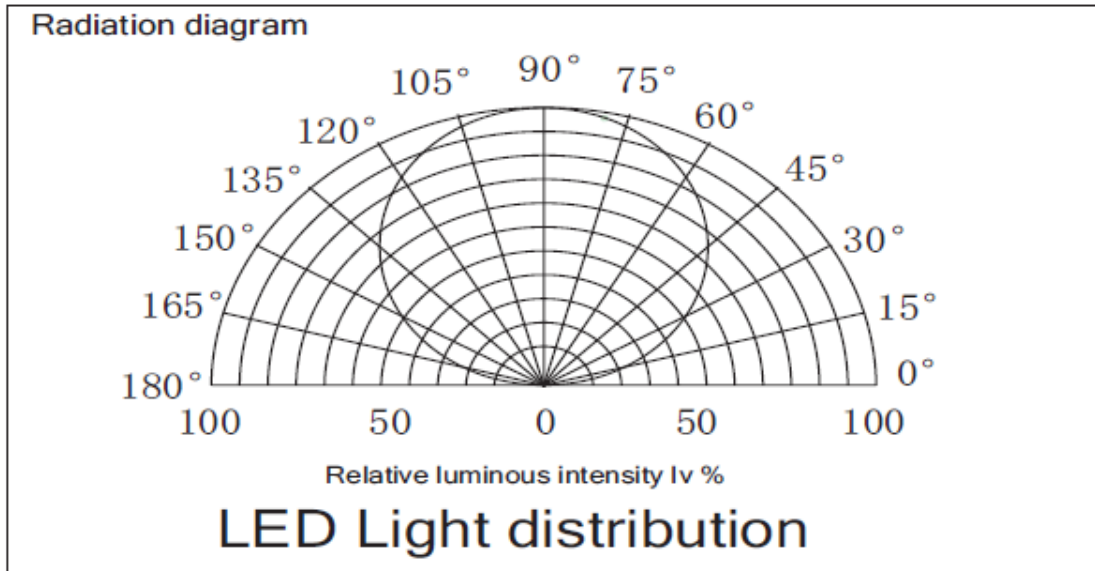 Radiation diagram
90°
105° 75°
120° 60°
135° 45°
150° 30°
165° 15°
180° 0°
100 50 0 50 100
Relative luminous intensity Iv %
LED Light distribution